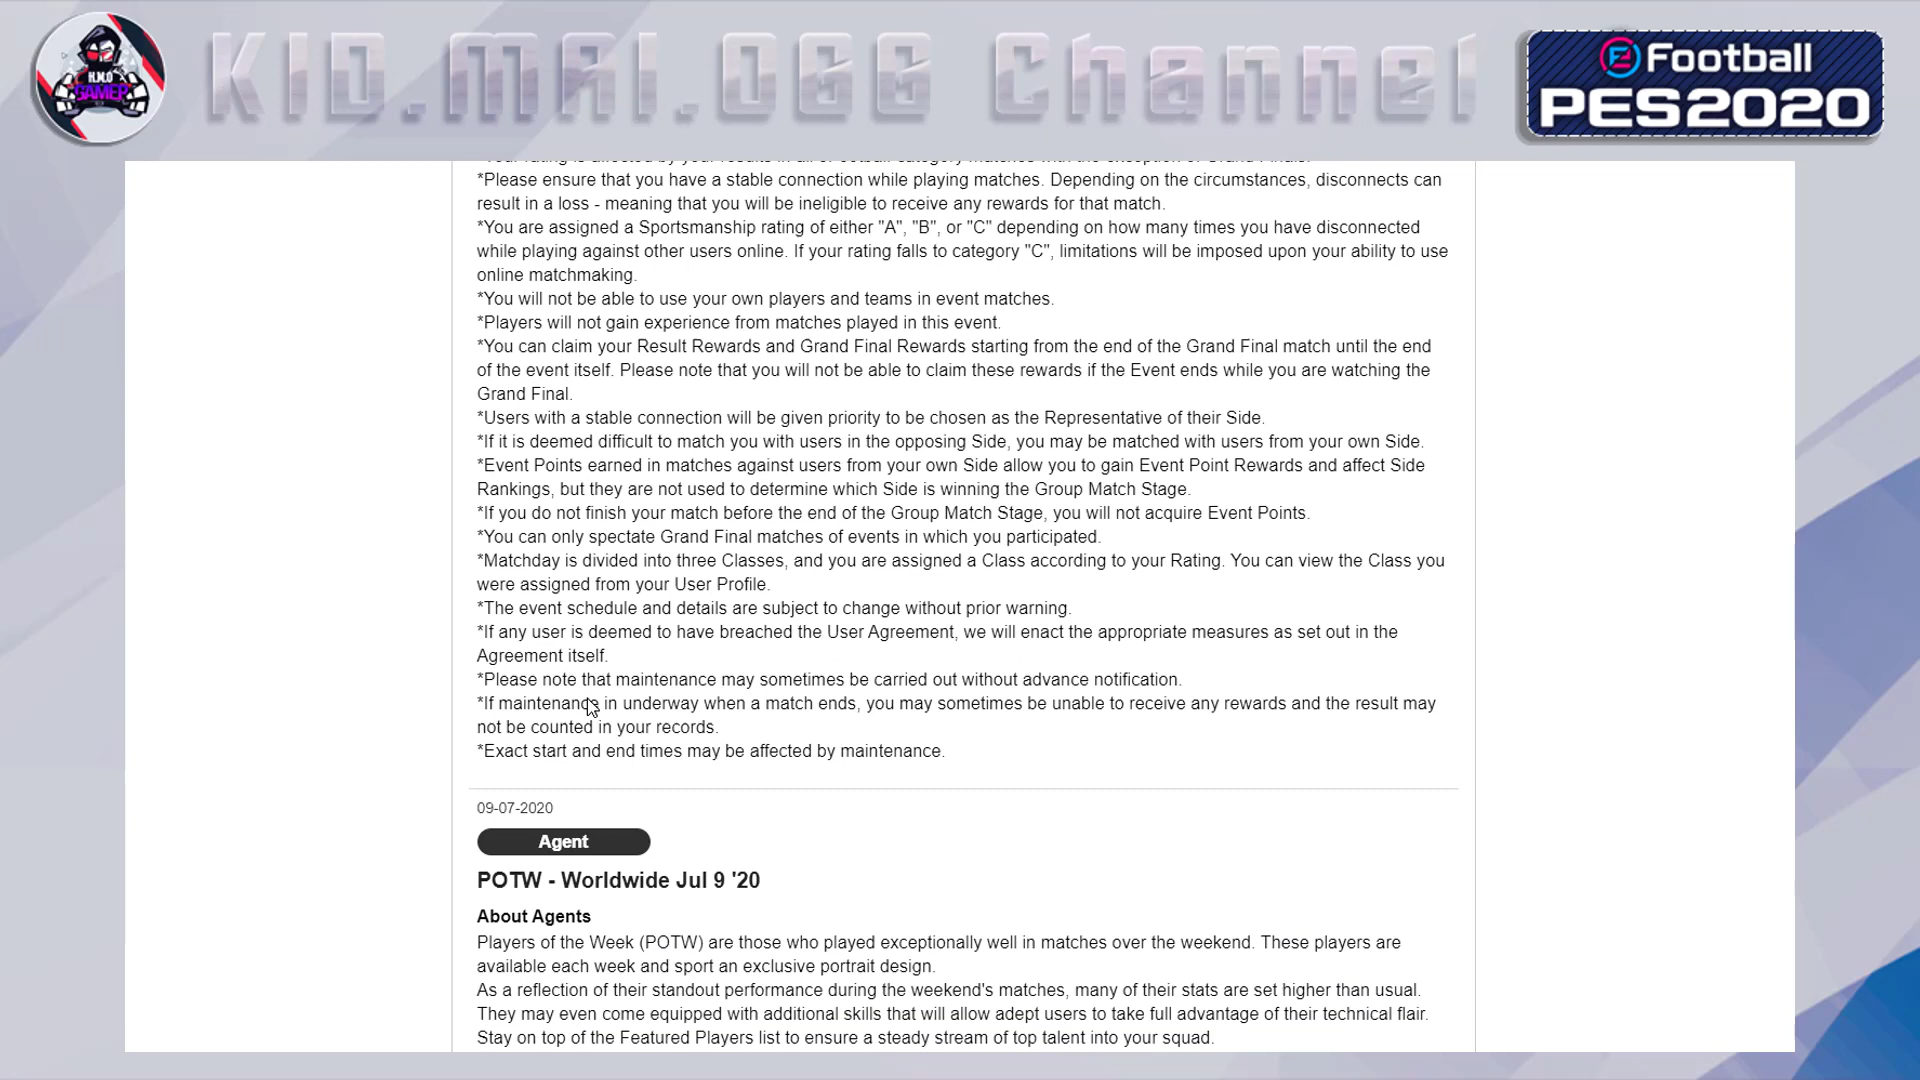 H.M.O
GAMER
KID.MAI.OGG Channel
Football
PES2020
*Your rating is affected by your results in all eFootball category matches with the exception of Grand Finals.
*Please ensure that you have a stable connection while playing matches. Depending on the circumstances, disconnects can
result in a loss - meaning that you will be ineligible to receive any rewards for that match.
*You are assigned a Sportsmanship rating of either "A", "B", or "C" depending on how many times you have disconnected
while playing against other users online. If your rating falls to category "C", limitations will be imposed upon your ability to use
online matchmaking.
*You will not be able to use your own players and teams in event matches.
*Players will not gain experience from matches played in this event.
*You can claim your Result Rewards and Grand Final Rewards starting from the end of the Grand Final match until the end
of the event itself. Please note that you will not be able to claim these rewards if the Event ends while you are watching the
Grand Final.
*Users with a stable connection will be given priority to be chosen as the Representative of their Side.
*If it is deemed difficult to match you with users in the opposing Side, you may be matched with users from your own Side.
*Event Points earned in matches against users from your own Side allow you to gain Event Point Rewards and affect Side
Rankings, but they are not used to determine which Side is winning the Group Match Stage.
*If you do not finish your match before the end of the Group Match Stage, you will not acquire Event Points.
*You can only spectate Grand Final matches of events in which you participated.
*Matchday is divided into three Classes, and you are assigned a Class according to your Rating. You can view the Class you
were assigned from your User Profile.
*The event schedule and details are subject to change without prior warning.
*If any user is deemed to have breached the User Agreement, we will enact the appropriate measures as set out in the
Agreement itself.
*Please note that maintenance may sometimes be carried out without advance notification.
*If maintenance in underway when a match ends, you may sometimes be unable to receive any rewards and the result may
not be counted in your records.
*Exact start and end times may be affected by maintenance.
09-07-2020
Agent
POTW - Worldwide Jul 9 '20
About Agents
Players of the Week (POTW) are those who played exceptionally well in matches over the weekend. These players are
available each week and sport an exclusive portrait design.
As a reflection of their standout performance during the weekend's matches, many of their stats are set higher than usual.
They may even come equipped with additional skills that will allow adept users to take full advantage of their technical flair.
Stay on top of the Featured Players list to ensure a steady stream of top talent into your squad.